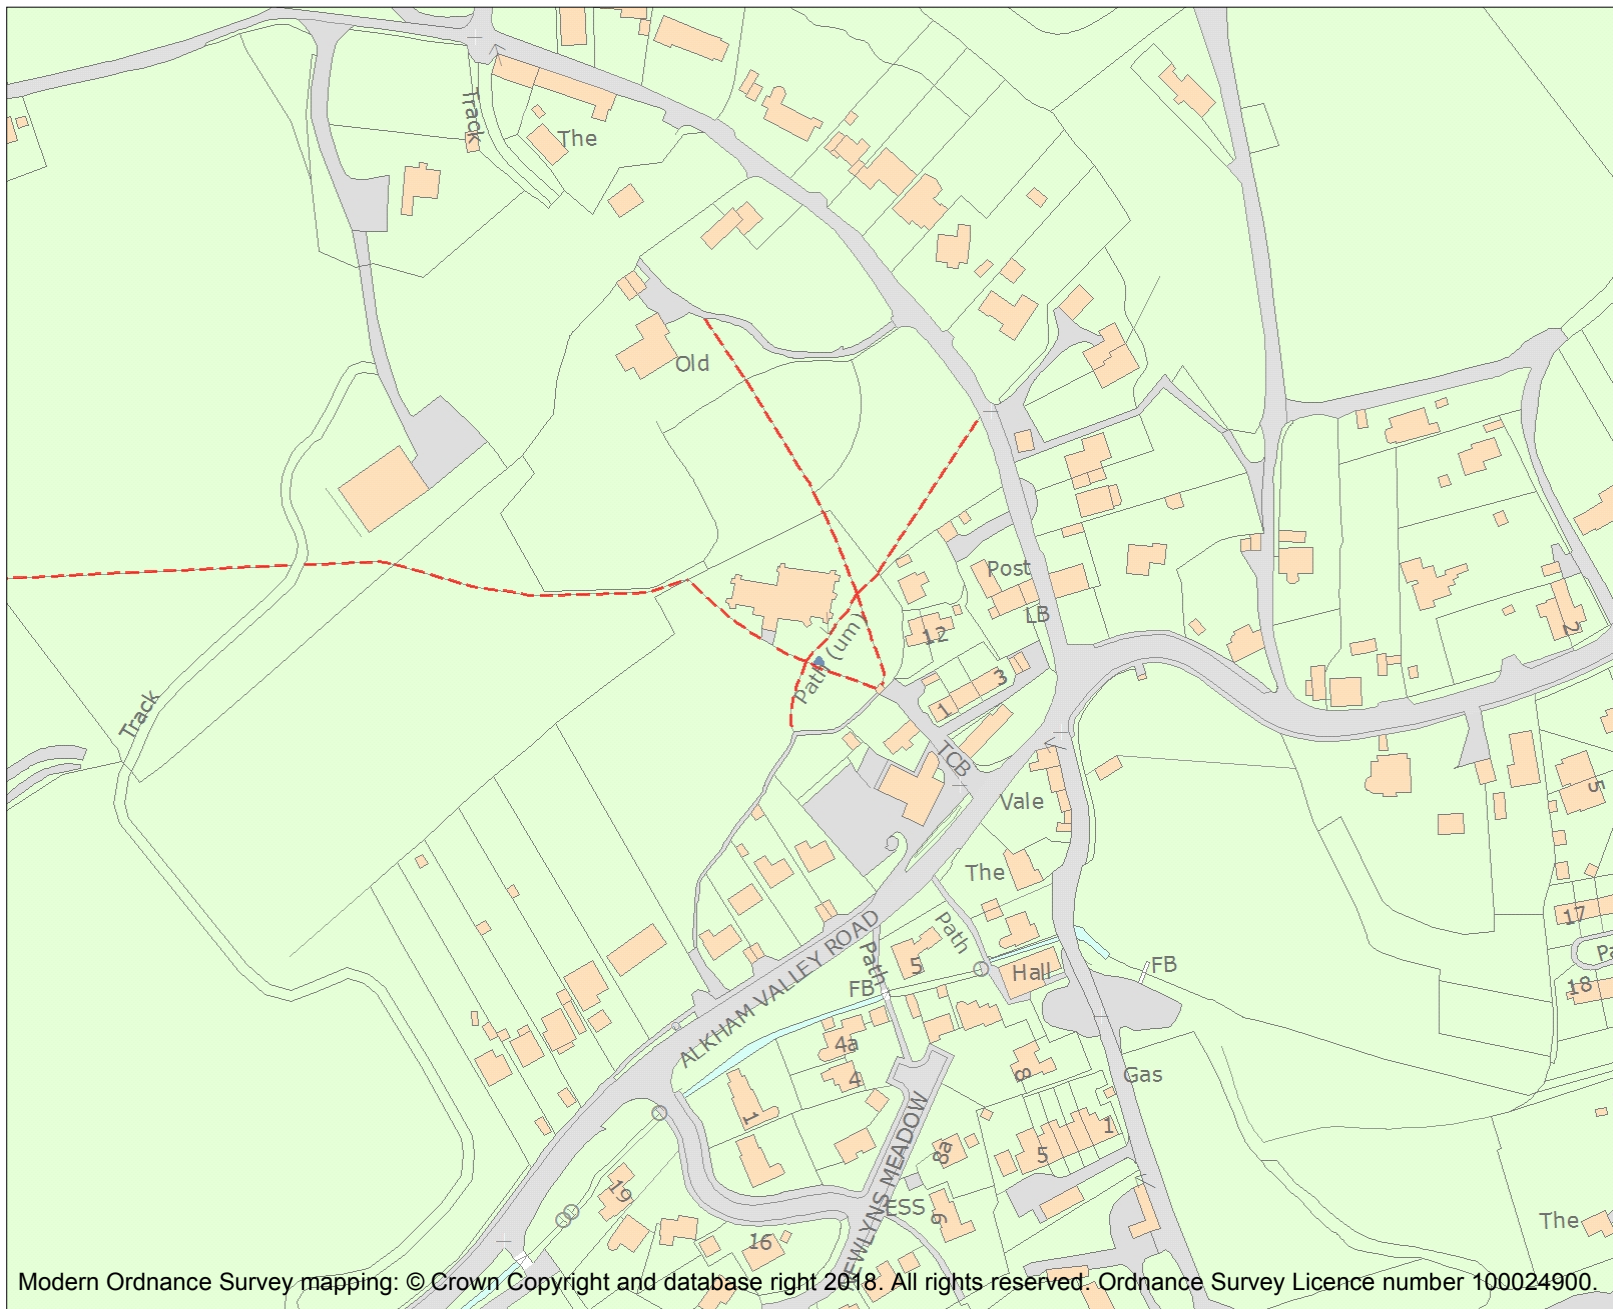 Track
The
Old
Post
LB
12
Path (um)
3
1
2
Track
TCB
Vale
5
The
17
ALKHAM VALLEY ROAD
Path
Path
5
Hall
FB
FB
18
4a
4
8
Gas
1
1
5
8a
NEWLYNS MEADOW
19
ESS
9
16
The
Modern Ordnance Survey mapping: © Crown Copyright and database right 2018. All rights reserved. Ordnance Survey Licence number 100024900.